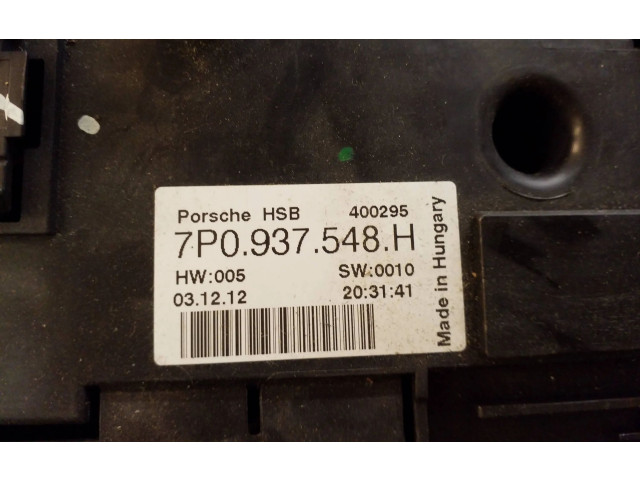 Porsche HSB 400295
7P0.937.548.H
HW:005 SW:0010
03.12.12 20:31:41
Made in Hungary